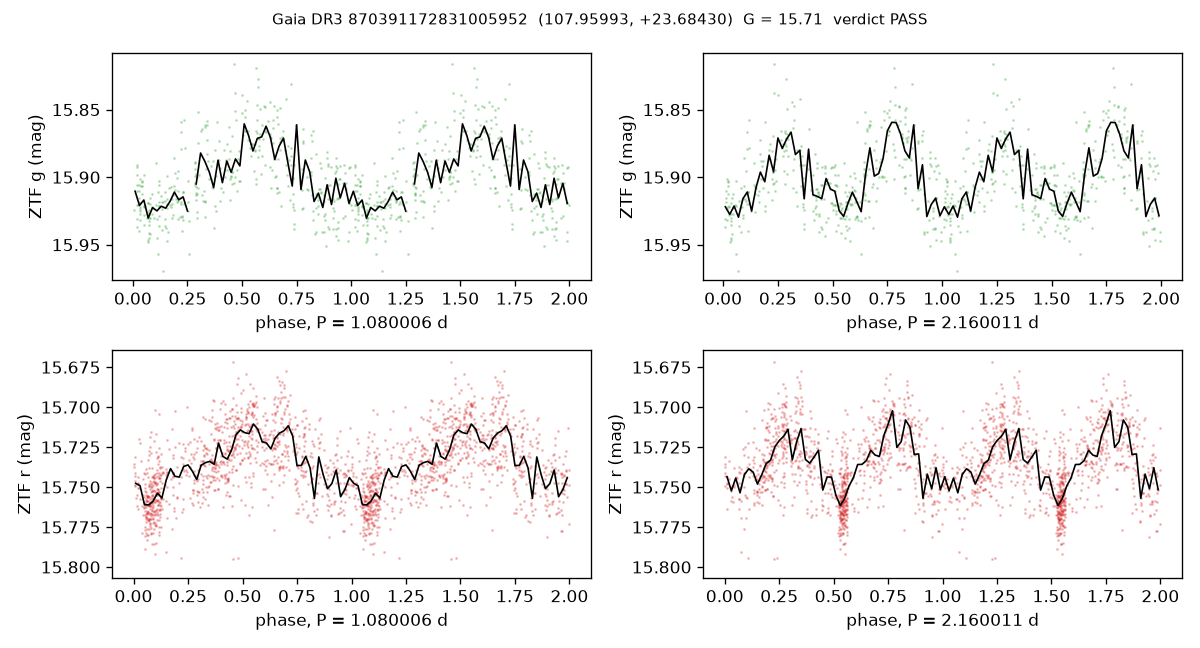 Gaia DR3 870391172831005952 (107.95993, +23.68430) G = 15.71 verdict PASS
ZTF g (mag)
15.85
15.90
15.95
0.00 0.25 0.50 0.75 1.00 1.25 1.50 1.75 2.00
phase, P = 1.080006 d
ZTF g (mag)
15.85
15.90
15.95
0.00 0.25 0.50 0.75 1.00 1.25 1.50 1.75 2.00
phase, P = 2.160011 d
ZTF r (mag)
15.675
15.700
15.725
15.750
15.775
15.800
0.00 0.25 0.50 0.75 1.00 1.25 1.50 1.75 2.00
phase, P = 1.080006 d
ZTF r (mag)
15.675
15.700
15.725
15.750
15.775
15.800
0.00 0.25 0.50 0.75 1.00 1.25 1.50 1.75 2.00
phase, P = 2.160011 d